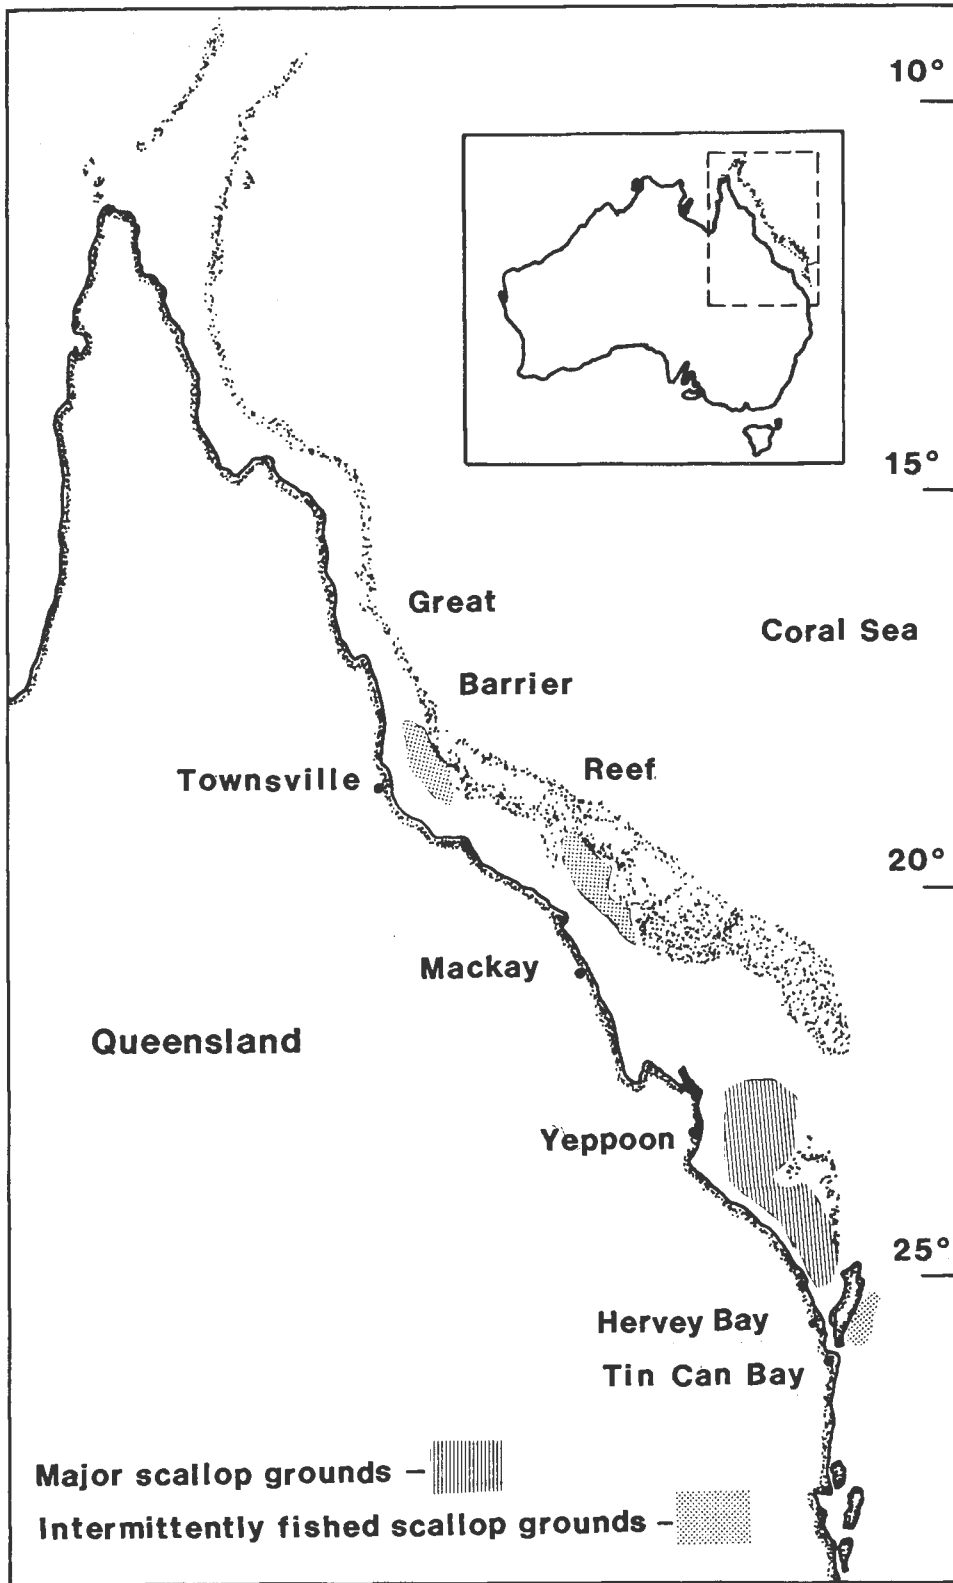 10°
15°
Great
Coral Sea
Barrier
Reef
Townsville
20°
Mackay
Queensland
Yeppoon
25°
Hervey Bay
Tin Can Bay
Major scallop grounds –
Intermittently fished scallop grounds –